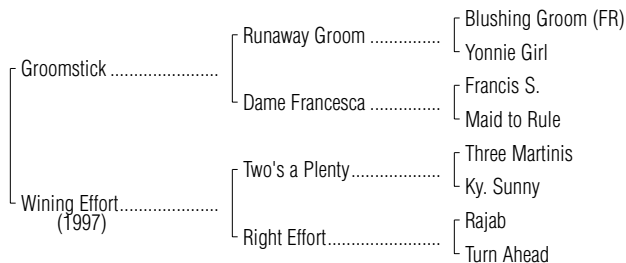 Blushing Groom (FR)
Runaway Groom ...............
Yonnie Girl
Groomstick .......................
Francis S.
Dame Francesca ...............
Maid to Rule
Three Martinis
Two's a Plenty...................
Ky. Sunny
Wining Effort.....................
(1997)
Rajab
Right Effort........................
Turn Ahead